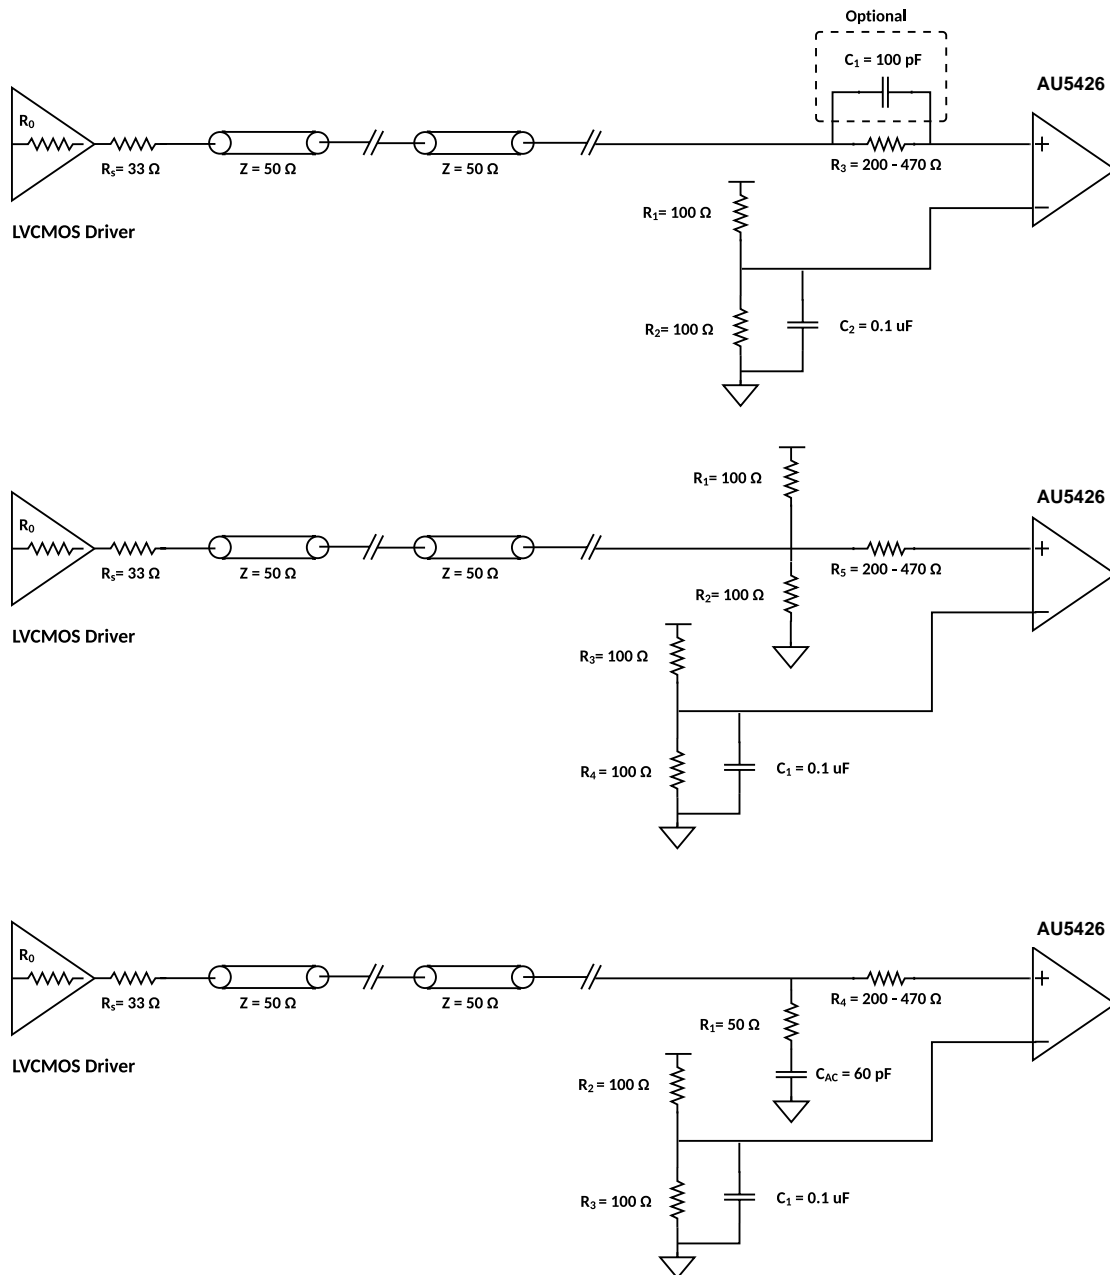 Optional
C₁ = 100 pF
AU5426
R₀
Rₛ= 33 Ω
Z = 50 Ω
Z = 50 Ω
R₃ = 200 - 470 Ω
+
−
R₁= 100 Ω
LVCMOS Driver
R₂= 100 Ω
C₂ = 0.1 uF
R₁= 100 Ω
AU5426
R₀
Rₛ= 33 Ω
Z = 50 Ω
Z = 50 Ω
R₅ = 200 - 470 Ω
+
−
R₂= 100 Ω
LVCMOS Driver
R₃= 100 Ω
R₄ = 100 Ω
C₁ = 0.1 uF
AU5426
R₀
Rₛ= 33 Ω
Z = 50 Ω
Z = 50 Ω
R₄ = 200 - 470 Ω
+
−
R₁= 50 Ω
LVCMOS Driver
C_AC = 60 pF
R₂ = 100 Ω
R₃ = 100 Ω
C₁ = 0.1 uF